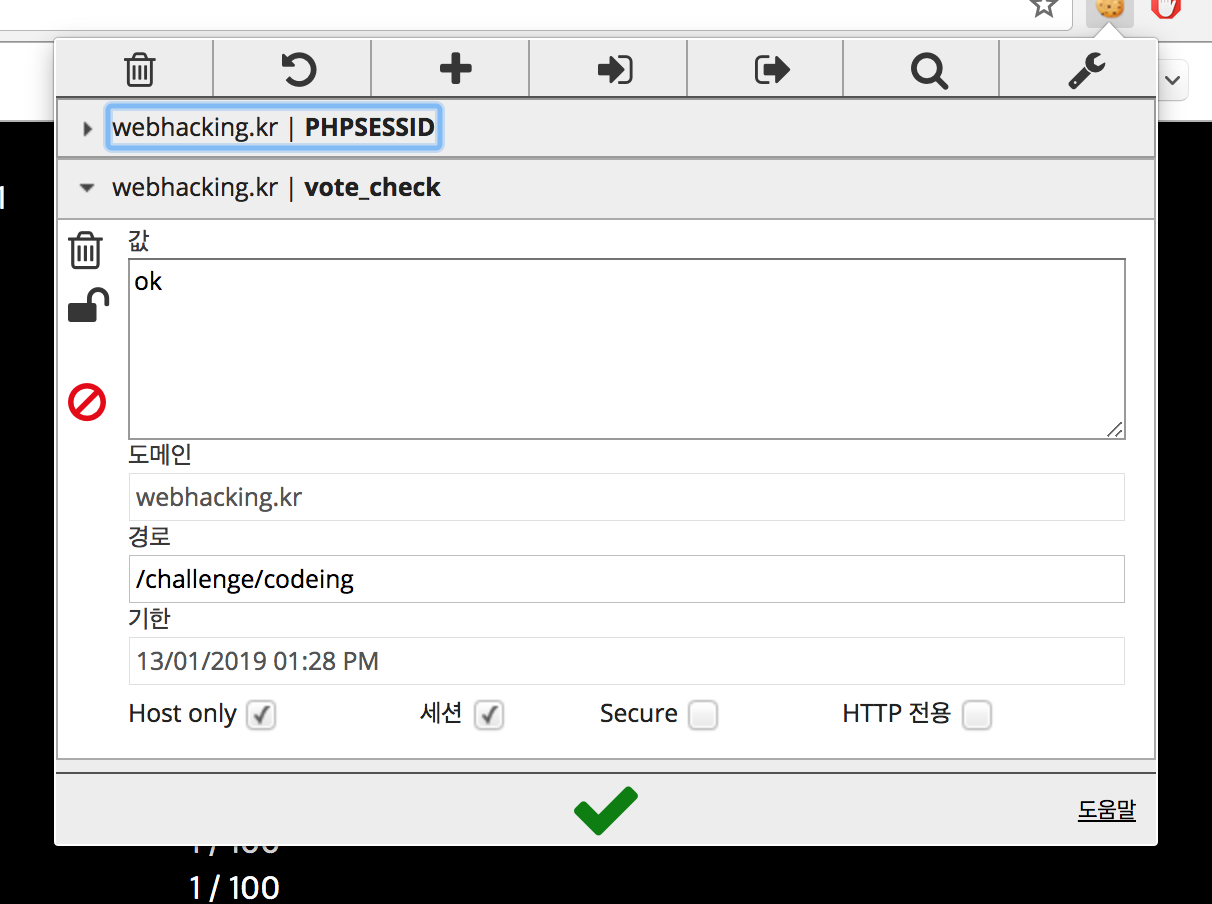 webhacking.kr | PHPSESSID
webhacking.kr | vote_check
값
ok
도메인
webhacking.kr
경로
/challenge/codeing
기한
13/01/2019 01:28 PM
Host only 세션 Secure HTTP 전용
도움말
1 / 100
1 / 100